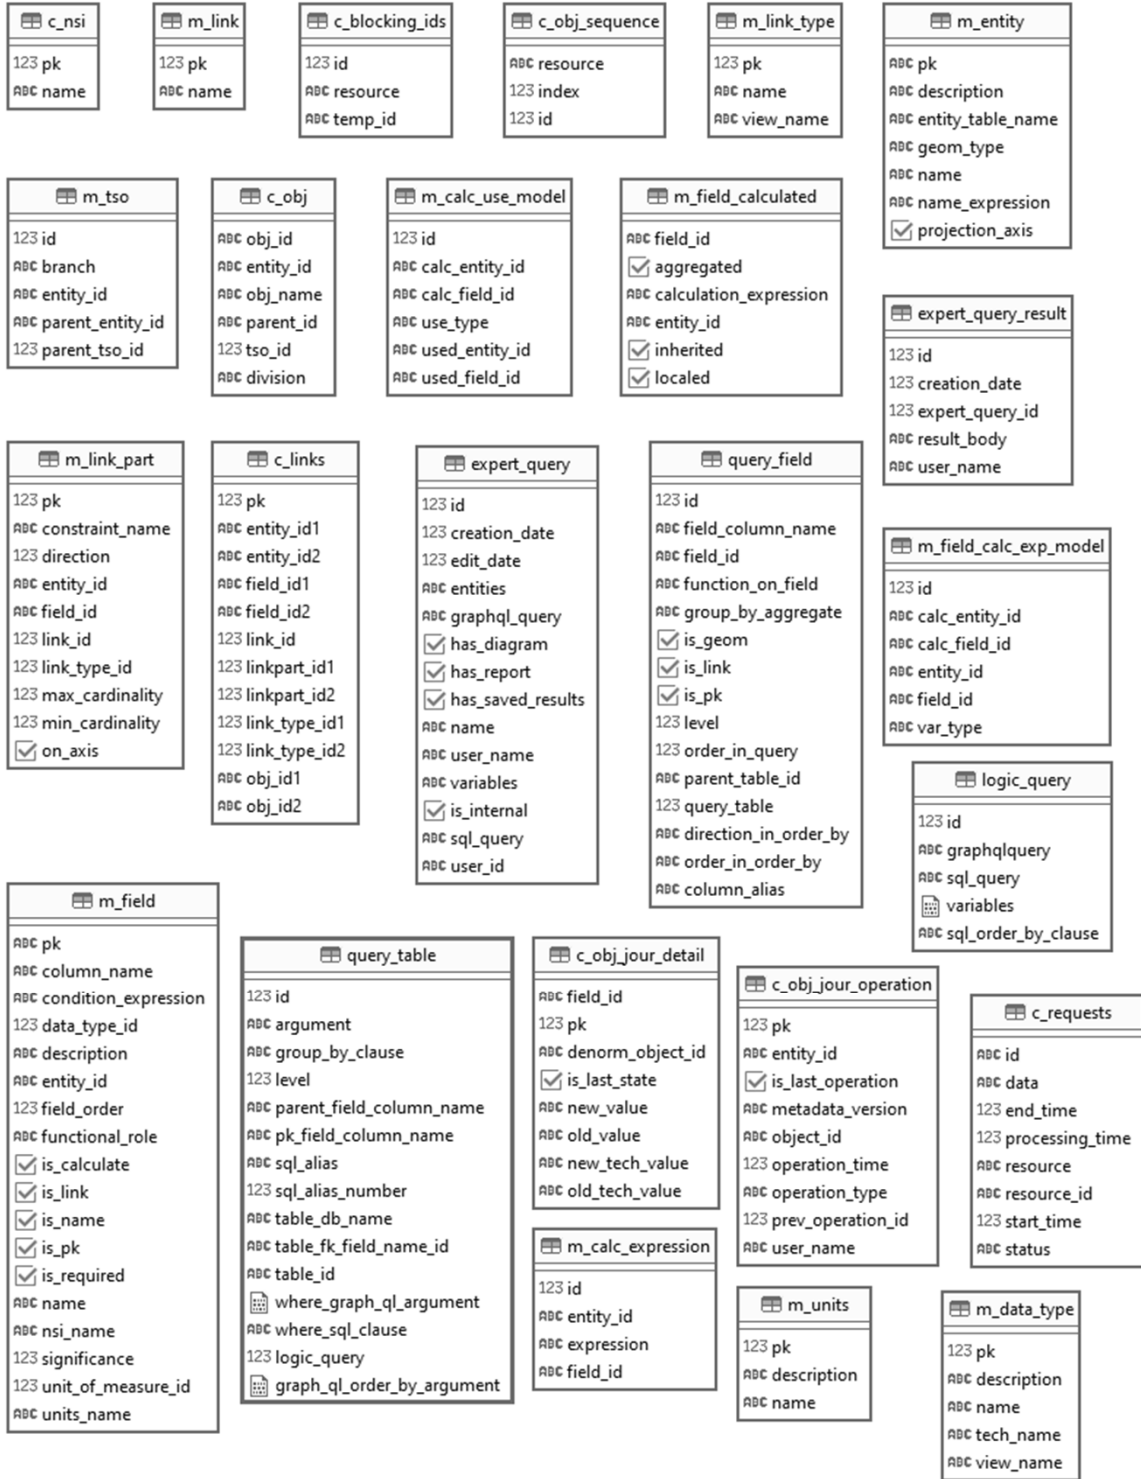 c_nsi
123 pk
ABC name
m_link
123 pk
ABC name
c_blocking_ids
123 id
ABC resource
ABC temp_id
c_obj_sequence
ABC resource
123 index
123 id
m_link_type
123 pk
ABC name
ABC view_name
m_entity
ABC pk
ABC description
ABC entity_table_name
ABC geom_type
ABC name
ABC name_expression
projection_axis
m_tso
123 id
ABC branch
ABC entity_id
ABC parent_entity_id
123 parent_tso_id
c_obj
ABC obj_id
ABC entity_id
ABC obj_name
ABC parent_id
123 tso_id
ABC division
m_calc_use_model
123 id
ABC calc_entity_id
ABC calc_field_id
ABC use_type
ABC used_entity_id
ABC used_field_id
m_field_calculated
ABC field_id
aggregated
ABC calculation_expression
ABC entity_id
inherited
localed
expert_query_result
123 id
123 creation_date
123 expert_query_id
ABC result_body
ABC user_name
m_link_part
123 pk
ABC constraint_name
123 direction
ABC entity_id
ABC field_id
123 link_id
123 link_type_id
123 max_cardinality
123 min_cardinality
on_axis
c_links
123 pk
ABC entity_id1
ABC entity_id2
ABC field_id1
ABC field_id2
123 link_id
123 linkpart_id1
123 linkpart_id2
123 link_type_id1
123 link_type_id2
ABC obj_id1
ABC obj_id2
expert_query
123 id
123 creation_date
123 edit_date
ABC entities
ABC graphql_query
has_diagram
has_report
has_saved_results
ABC name
ABC user_name
ABC variables
is_internal
ABC sql_query
ABC user_id
query_field
123 id
ABC field_column_name
ABC field_id
ABC function_on_field
ABC group_by_aggregate
is_geom
is_link
is_pk
123 level
123 order_in_query
ABC parent_table_id
123 query_table
ABC direction_in_order_by
ABC order_in_order_by
ABC column_alias
m_field_calc_exp_model
123 id
ABC calc_entity_id
ABC calc_field_id
ABC entity_id
ABC field_id
ABC var_type
logic_query
123 id
ABC graphqlquery
ABC sql_query
variables
ABC sql_order_by_clause
m_field
ABC pk
ABC column_name
ABC condition_expression
123 data_type_id
ABC description
ABC entity_id
123 field_order
ABC functional_role
is_calculate
is_link
is_name
is_pk
is_required
ABC name
ABC nsi_name
123 significance
123 unit_of_measure_id
ABC units_name
query_table
123 id
ABC argument
ABC group_by_clause
123 level
ABC parent_field_column_name
ABC pk_field_column_name
ABC sql_alias
123 sql_alias_number
ABC table_db_name
ABC table_fk_field_name_id
ABC table_id
where_graph_ql_argument
ABC where_sql_clause
123 logic_query
graph_ql_order_by_argument
c_obj_jour_detail
ABC field_id
123 pk
ABC denorm_object_id
is_last_state
ABC new_value
ABC old_value
ABC new_tech_value
ABC old_tech_value
c_obj_jour_operation
123 pk
ABC entity_id
is_last_operation
ABC metadata_version
ABC object_id
123 operation_time
ABC operation_type
123 prev_operation_id
ABC user_name
c_requests
ABC id
ABC data
123 end_time
123 processing_time
ABC resource
ABC resource_id
123 start_time
ABC status
m_calc_expression
123 id
ABC entity_id
ABC expression
ABC field_id
m_units
123 pk
ABC description
ABC name
m_data_type
123 pk
ABC description
ABC name
ABC tech_name
ABC view_name